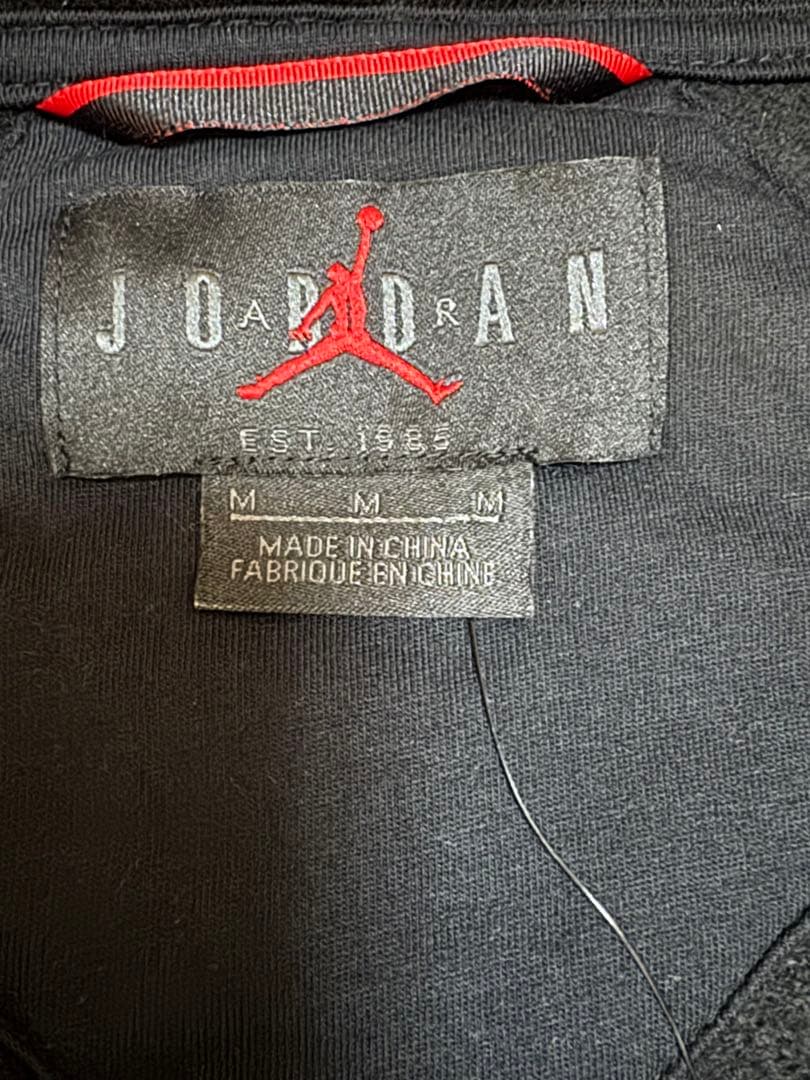 JORDAN
A R
EST. 1985
M M M
MADE IN CHINA
FABRIQUE EN CHINE